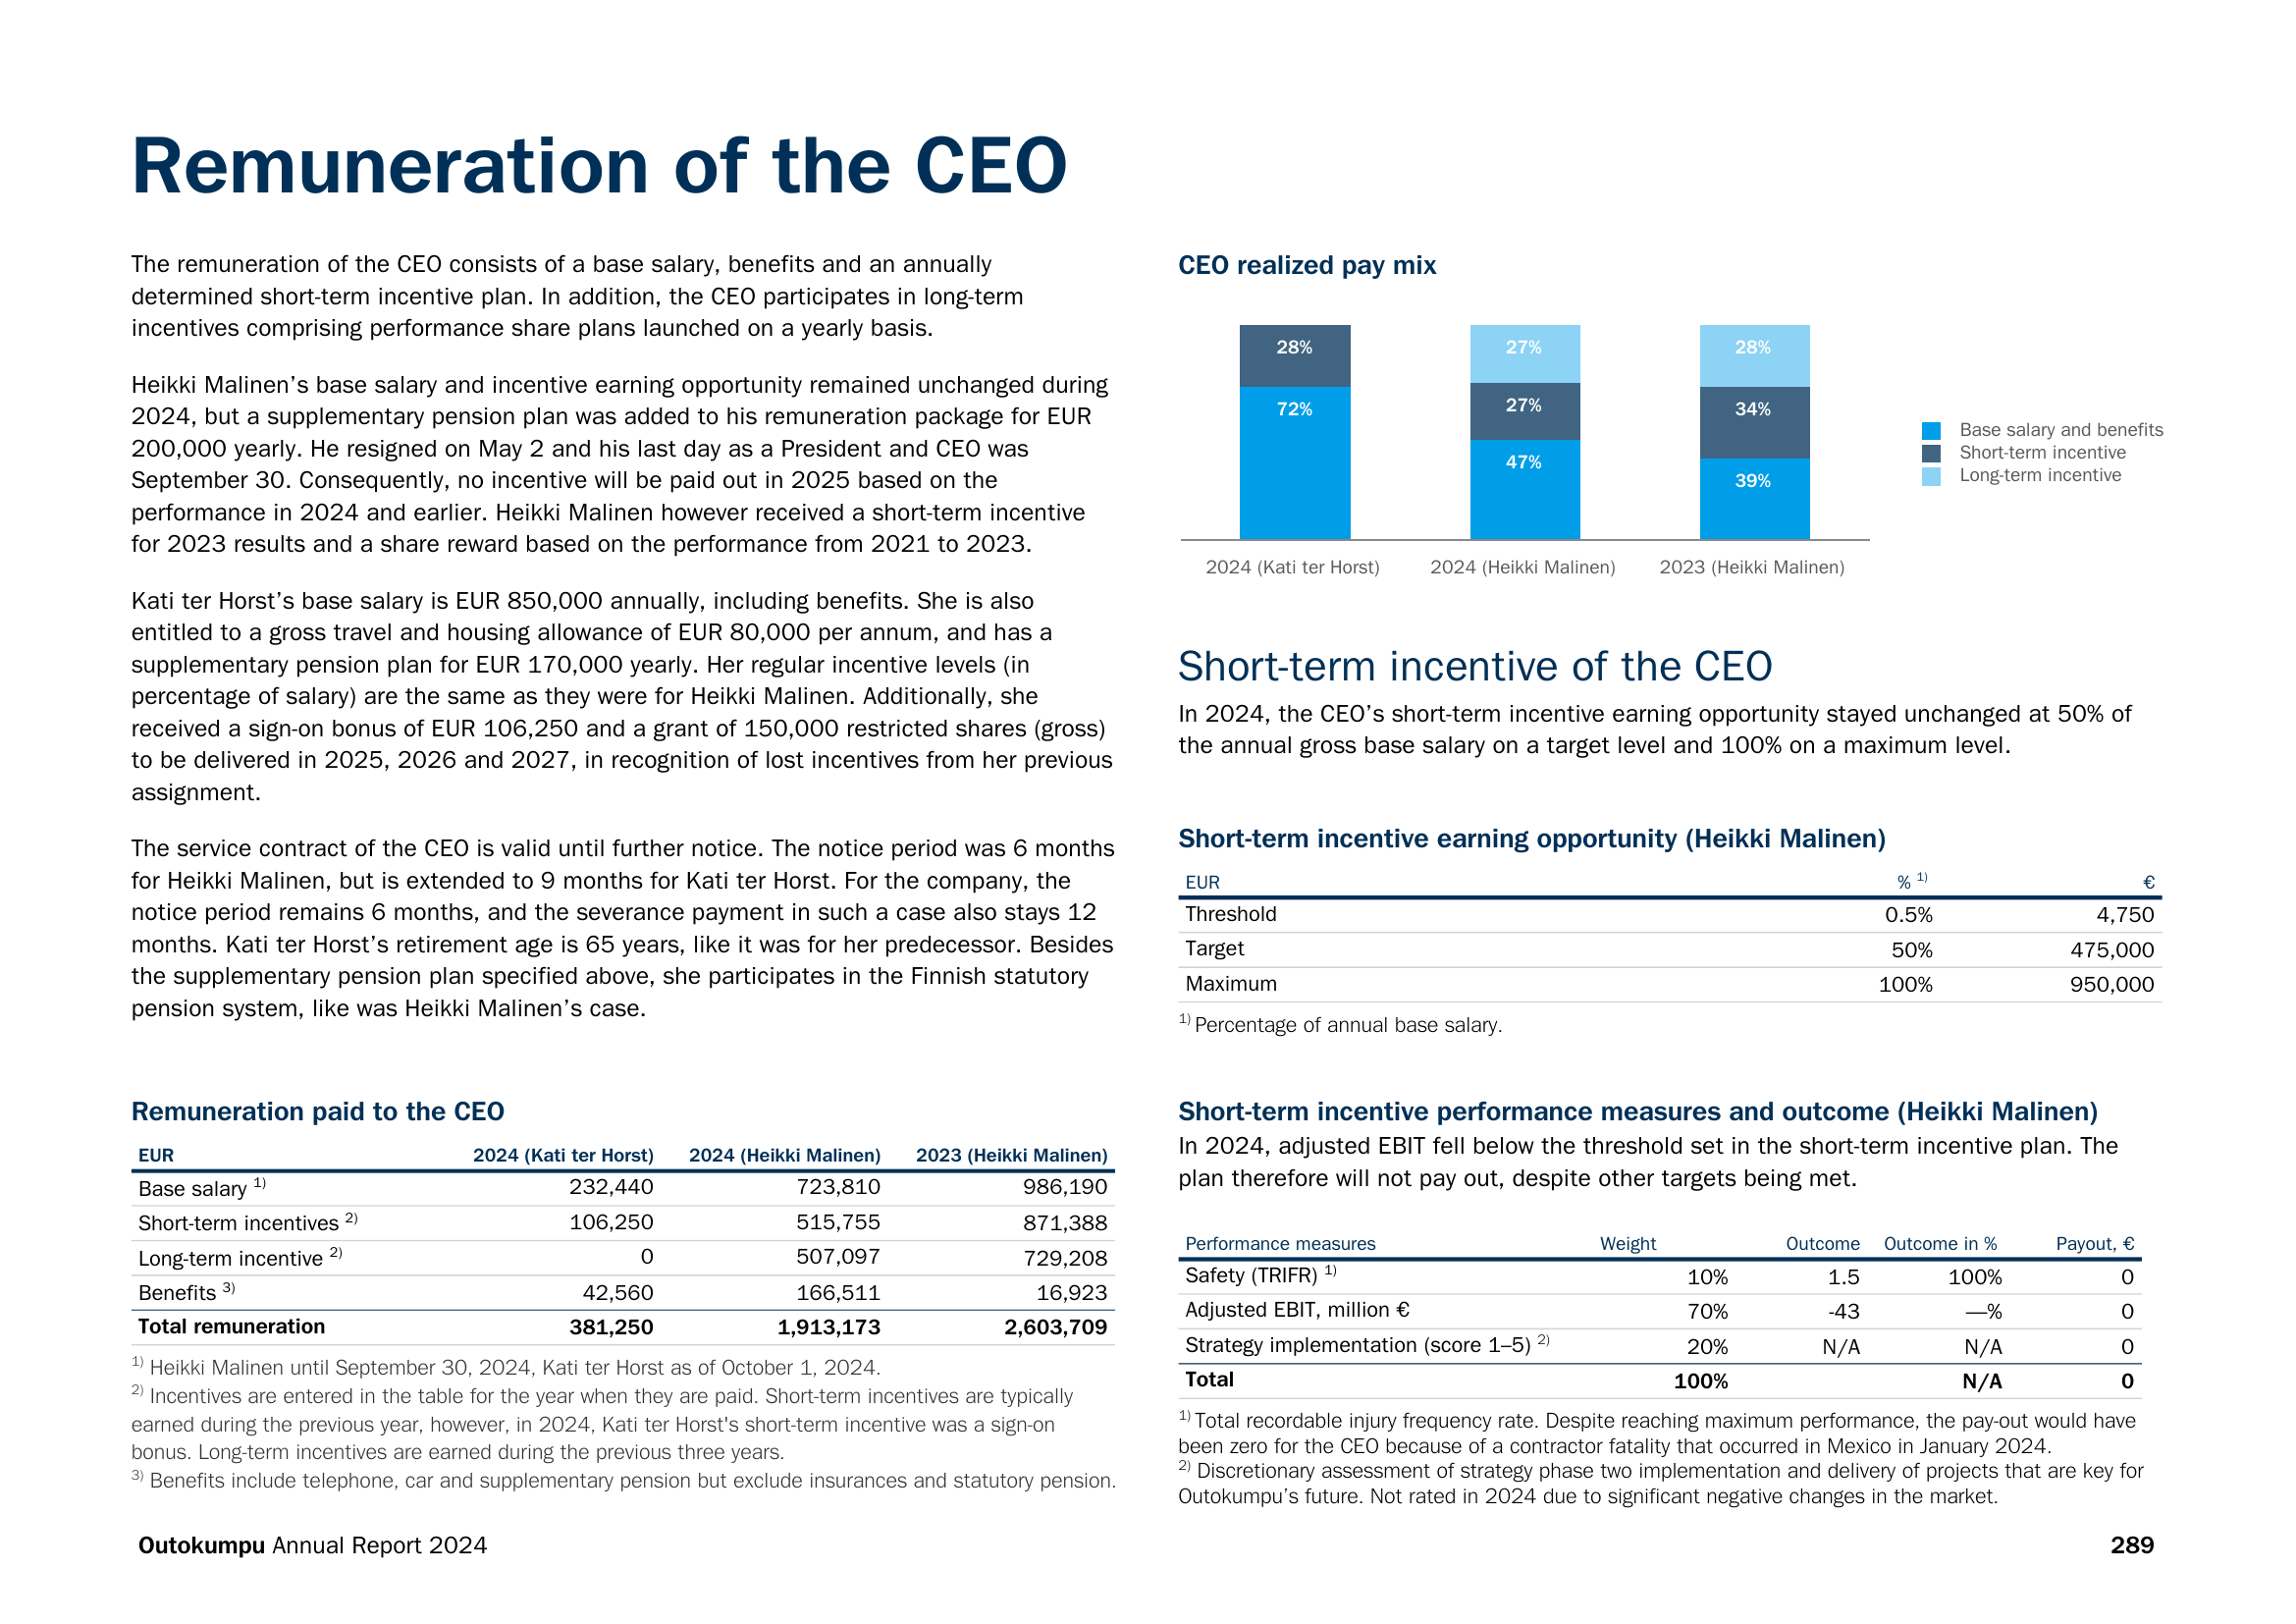 Remuneration of the CEO
The remuneration of the CEO consists of a base salary, benefits and an annually
determined short-term incentive plan. In addition, the CEO participates in long-term
incentives comprising performance share plans launched on a yearly basis.
Heikki Malinen’s base salary and incentive earning opportunity remained unchanged during
2024, but a supplementary pension plan was added to his remuneration package for EUR
200,000 yearly. He resigned on May 2 and his last day as a President and CEO was
September 30. Consequently, no incentive will be paid out in 2025 based on the
performance in 2024 and earlier. Heikki Malinen however received a short-term incentive
for 2023 results and a share reward based on the performance from 2021 to 2023.
Kati ter Horst’s base salary is EUR 850,000 annually, including benefits. She is also
entitled to a gross travel and housing allowance of EUR 80,000 per annum, and has a
supplementary pension plan for EUR 170,000 yearly. Her regular incentive levels (in
percentage of salary) are the same as they were for Heikki Malinen. Additionally, she
received a sign-on bonus of EUR 106,250 and a grant of 150,000 restricted shares (gross)
to be delivered in 2025, 2026 and 2027, in recognition of lost incentives from her previous
assignment.
The service contract of the CEO is valid until further notice. The notice period was 6 months
for Heikki Malinen, but is extended to 9 months for Kati ter Horst. For the company, the
notice period remains 6 months, and the severance payment in such a case also stays 12
months. Kati ter Horst’s retirement age is 65 years, like it was for her predecessor. Besides
the supplementary pension plan specified above, she participates in the Finnish statutory
pension system, like was Heikki Malinen’s case.
Remuneration paid to the CEO
EUR 2024 (Kati ter Horst) 2024 (Heikki Malinen) 2023 (Heikki Malinen)
Base salary 1) 232,440 723,810 986,190
Short-term incentives 2) 106,250 515,755 871,388
Long-term incentive 2) 0 507,097 729,208
Benefits 3) 42,560 166,511 16,923
Total remuneration 381,250 1,913,173 2,603,709
1) Heikki Malinen until September 30, 2024, Kati ter Horst as of October 1, 2024.
2) Incentives are entered in the table for the year when they are paid. Short-term incentives are typically
earned during the previous year, however, in 2024, Kati ter Horst's short-term incentive was a sign-on
bonus. Long-term incentives are earned during the previous three years.
3) Benefits include telephone, car and supplementary pension but exclude insurances and statutory pension.
CEO realized pay mix
28% 27% 28%
72% 27% 34%
47% 39%
Base salary and benefits
Short-term incentive
Long-term incentive
2024 (Kati ter Horst) 2024 (Heikki Malinen) 2023 (Heikki Malinen)
Short-term incentive of the CEO
In 2024, the CEO’s short-term incentive earning opportunity stayed unchanged at 50% of
the annual gross base salary on a target level and 100% on a maximum level.
Short-term incentive earning opportunity (Heikki Malinen)
EUR % 1) €
Threshold 0.5% 4,750
Target 50% 475,000
Maximum 100% 950,000
1) Percentage of annual base salary.
Short-term incentive performance measures and outcome (Heikki Malinen)
In 2024, adjusted EBIT fell below the threshold set in the short-term incentive plan. The
plan therefore will not pay out, despite other targets being met.
Performance measures Weight Outcome Outcome in % Payout, €
Safety (TRIFR) 1) 10% 1.5 100% 0
Adjusted EBIT, million € 70% -43 —% 0
Strategy implementation (score 1–5) 2) 20% N/A N/A 0
Total 100% N/A 0
1) Total recordable injury frequency rate. Despite reaching maximum performance, the pay-out would have
been zero for the CEO because of a contractor fatality that occurred in Mexico in January 2024.
2) Discretionary assessment of strategy phase two implementation and delivery of projects that are key for
Outokumpu’s future. Not rated in 2024 due to significant negative changes in the market.
Outokumpu Annual Report 2024 289